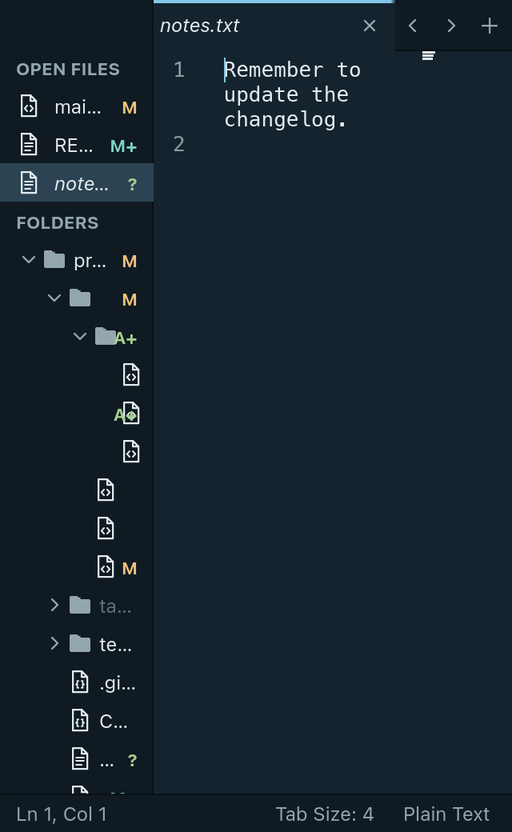 notes.txt
OPEN FILES
mai... M
RE... M+
note... ?
FOLDERS
pr... M
M
A+
M
ta...
te...
.gi...
C...
... ?
1 Remember to
update the
changelog.
2
Ln 1, Col 1 Tab Size: 4 Plain Text